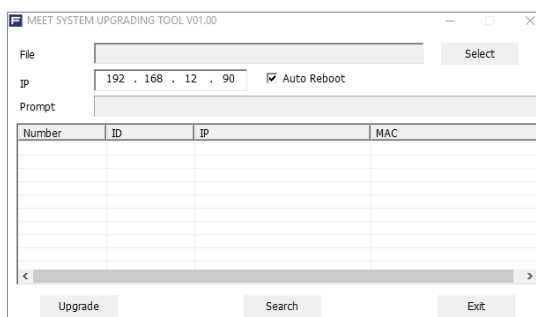 MEET SYSTEM UPGRADING TOOL V01.00
File Select
IP 192 . 168 . 12 . 90 Auto Reboot
Prompt
Number ID IP MAC
Upgrade Search Exit